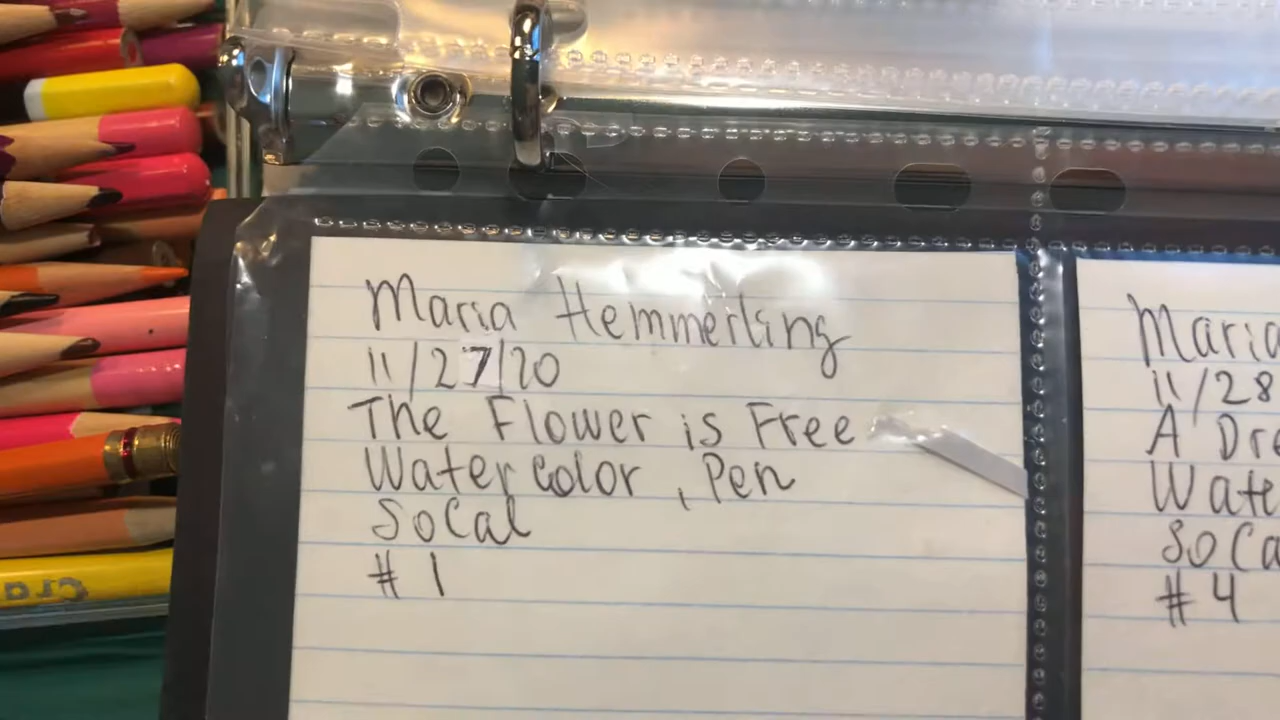 Maria Hemmerling
11/27/20
The Flower is Free
Watercolor, Pen
SoCal
#1
Maria
11/28
A Dre
Wate
SoCa
#4
Cra